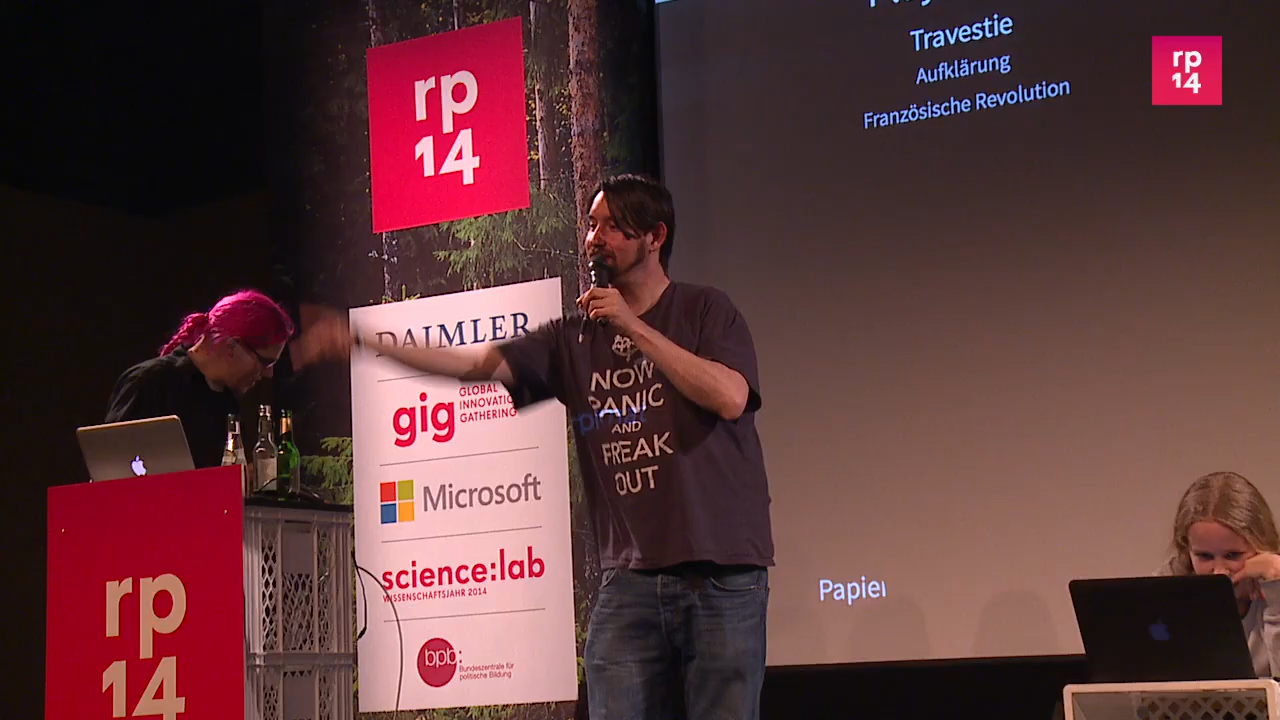 rp
14
Travestie
Aufklärung
Französische Revolution
rp
14
DAIMLER
gig
GLOBAL
INNOVATION
GATHERING
Microsoft
science:lab
WISSENSCHAFTSJAHR 2014
bpb:
Bundeszentrale für
politische Bildung
NOW
PANIC
AND
FREAK
OUT
Papier
rp
14